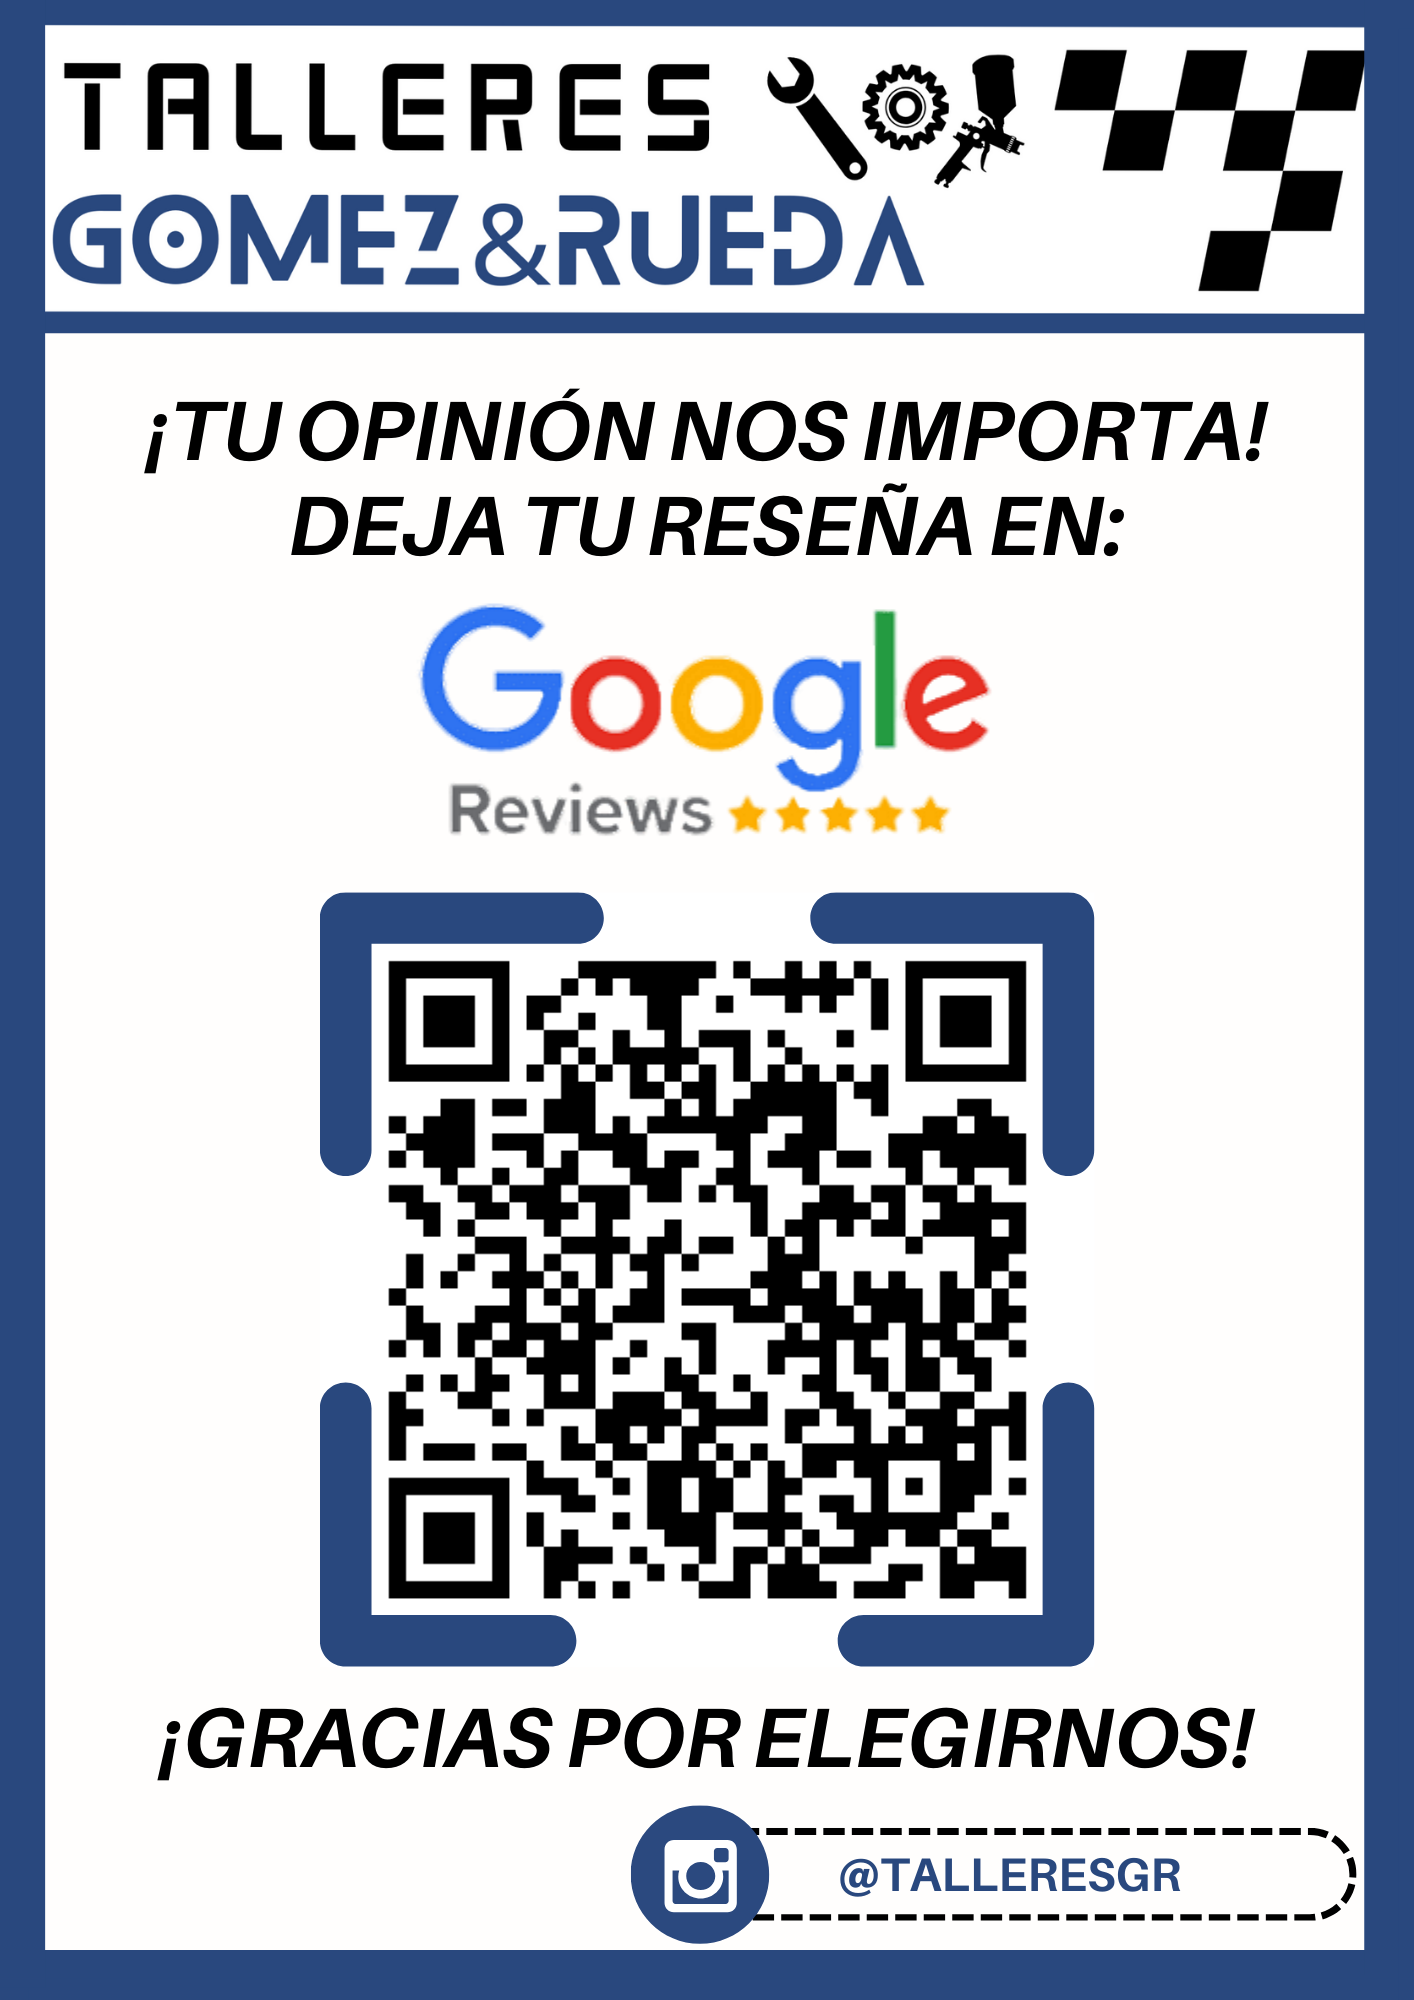 TALLERES
GOMEZ&RUEDA
¡TU OPINIÓN NOS IMPORTA!
DEJA TU RESEÑA EN:
Google
Reviews
¡GRACIAS POR ELEGIRNOS!
@TALLERESGR